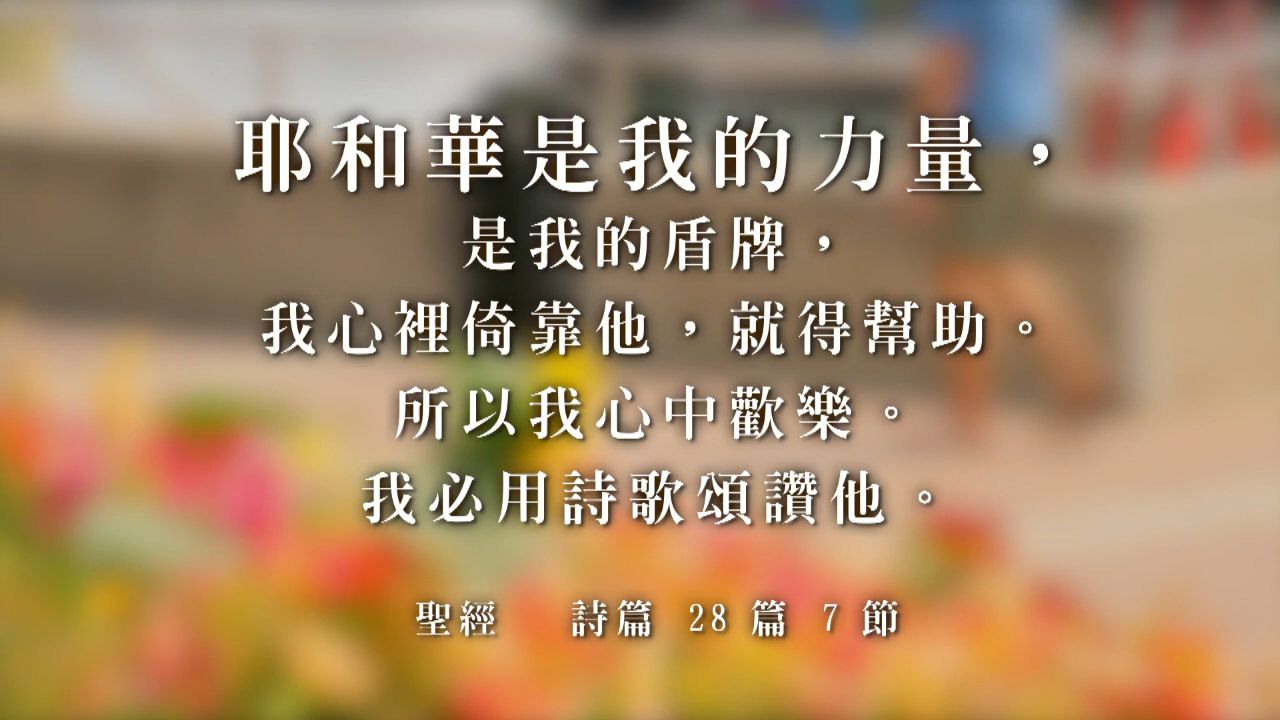 耶和華是我的力量，
是我的盾牌，
我心裡倚靠他，就得幫助。
所以我心中歡樂。
我必用詩歌頌讚他。
聖經 詩篇 28 篇 7 節